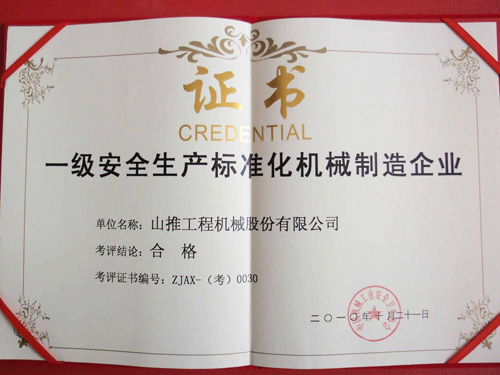 证书
CREDENTIAL
一级安全生产标准化机械制造企业
单位名称：山推工程机械股份有限公司
考评结论：合 格
考评证书编号：ZJAX-（考）0030
二〇一〇年十月二十一日